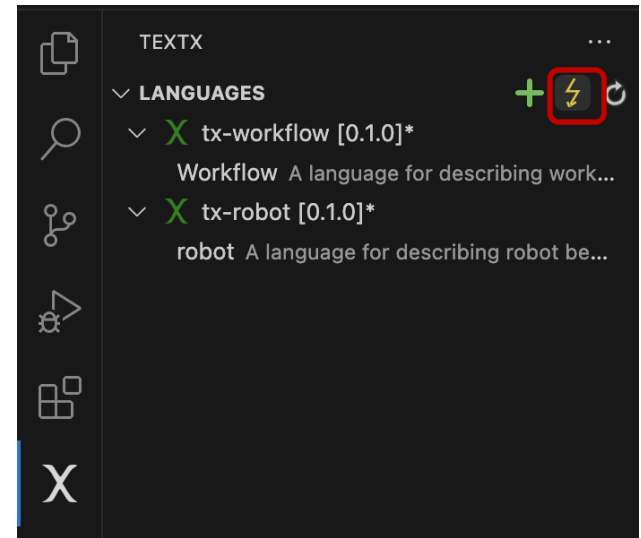 TEXTX
LANGUAGES
tx-workflow [0.1.0]*
Workflow A language for describing work...
tx-robot [0.1.0]*
robot A language for describing robot be...